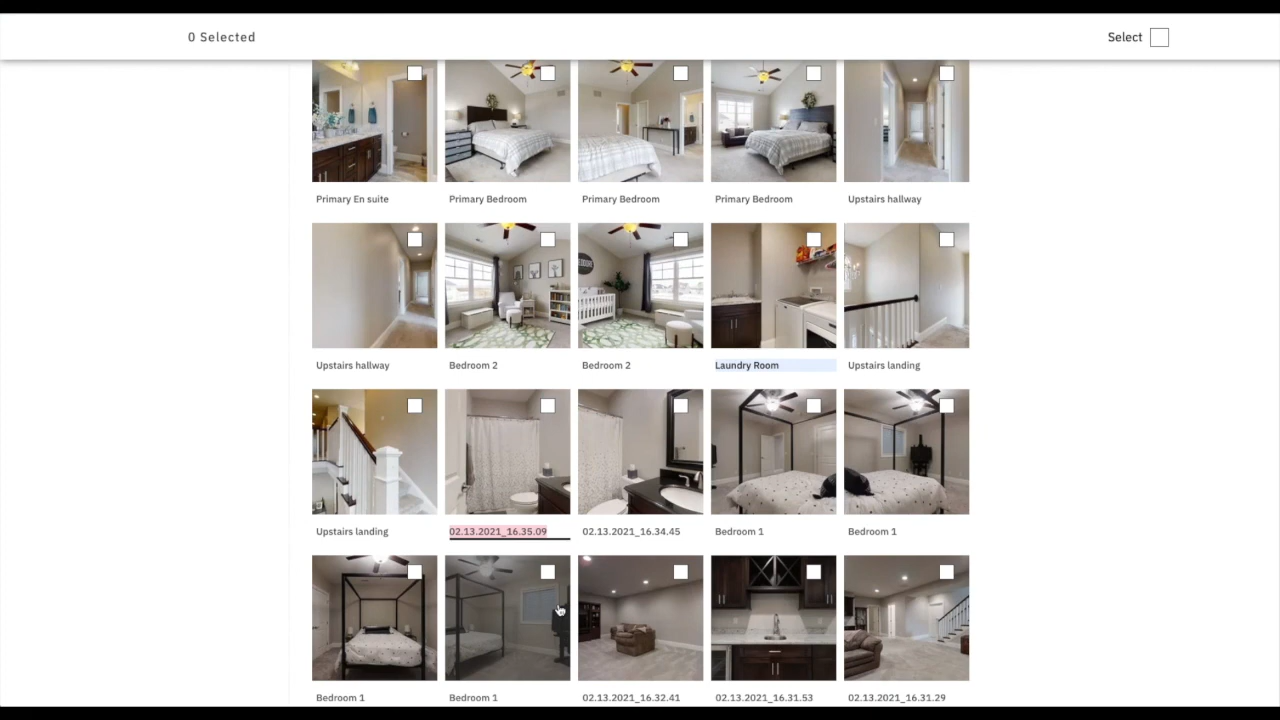 0 Selected
Select
Primary En suite
Primary Bedroom
Primary Bedroom
Primary Bedroom
Upstairs hallway
Upstairs hallway
Bedroom 2
Bedroom 2
Laundry Room
Upstairs landing
Upstairs landing
02.13.2021_16.35.09
02.13.2021_16.34.45
Bedroom 1
Bedroom 1
Bedroom 1
Bedroom 1
02.13.2021_16.32.41
02.13.2021_16.31.53
02.13.2021_16.31.29